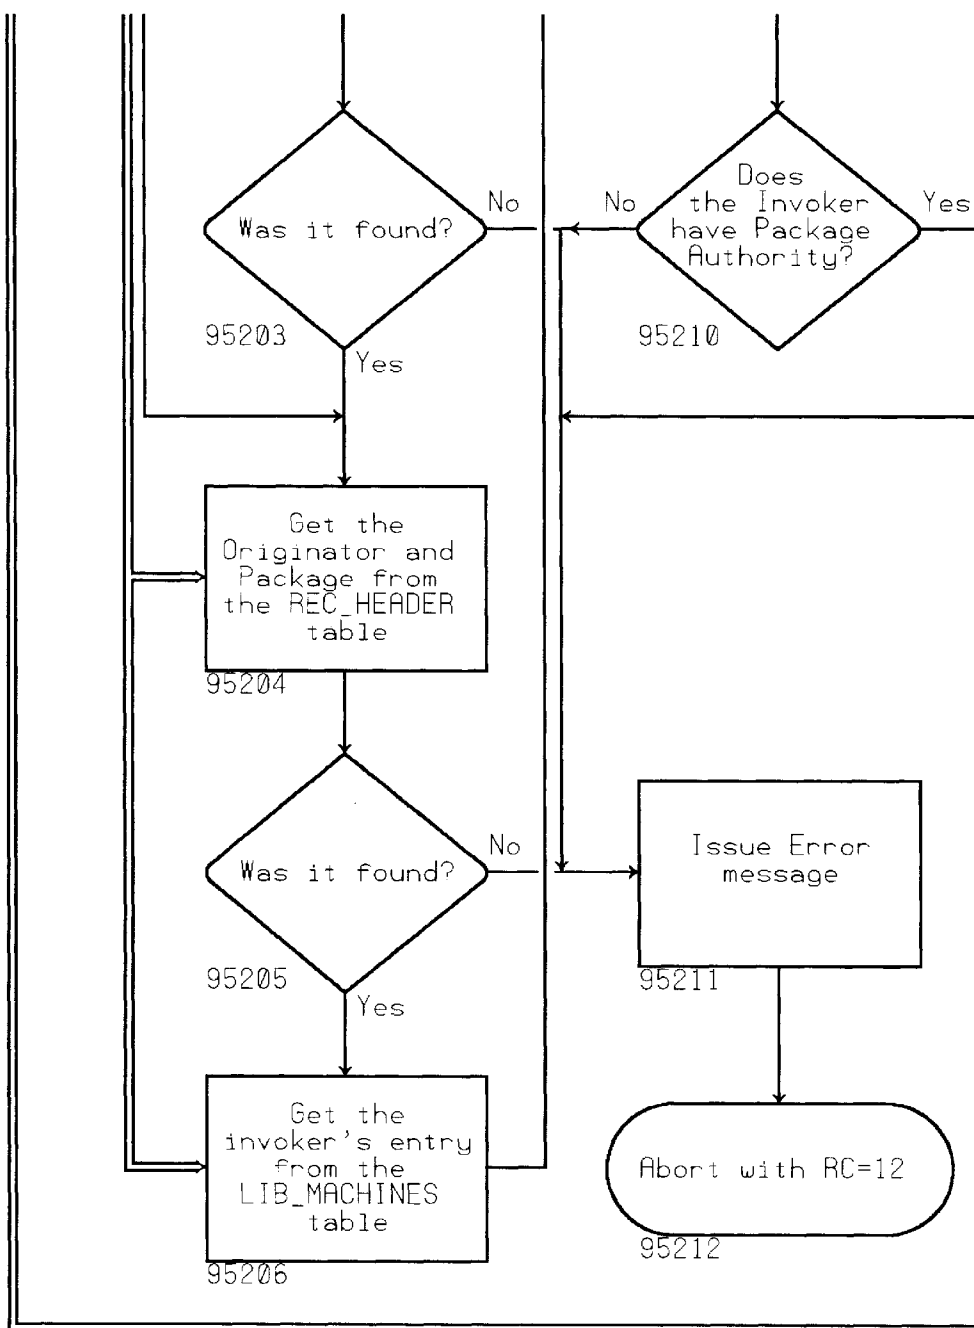 Was it found?
No
95203
Yes
Does
the Invoker
have Package
Authority?
No
Yes
95210
Get the
Originator and
Package from
the REC_HEADER
table
95204
Was it found?
No
95205
Yes
Issue Error
message
95211
Get the
invoker's entry
from the
LIB_MACHINES
table
95206
Abort with RC=12
95212